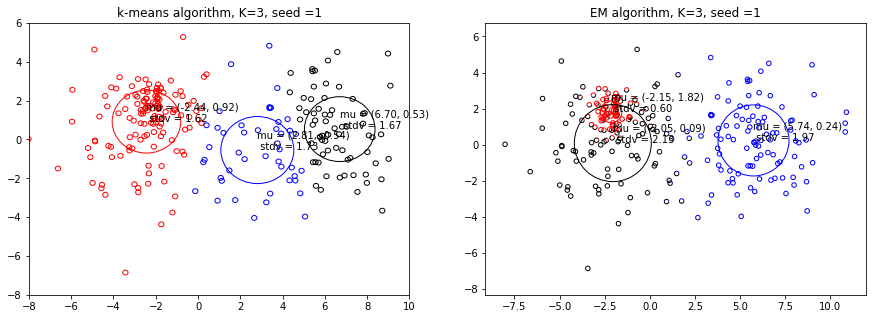 k-means algorithm, K=3, seed =1
6
4
2
0
−2
−4
−6
−8
−8
−6
−4
−2
0
2
4
6
8
10
mu = (-2.44, 0.92)
stdv = 1.62
mu = (2.81, -0.54)
stdv = 1.73
mu = (6.70, 0.53)
stdv = 1.67
EM algorithm, K=3, seed =1
6
4
2
0
−2
−4
−6
−8
−7.5
−5.0
−2.5
0.0
2.5
5.0
7.5
10.0
mu = (-2.15, 1.82)
stdv = 0.60
mu = 0.09)
stdv = 2.19
mu = (5.74, 0.24)
stdv = 1.97